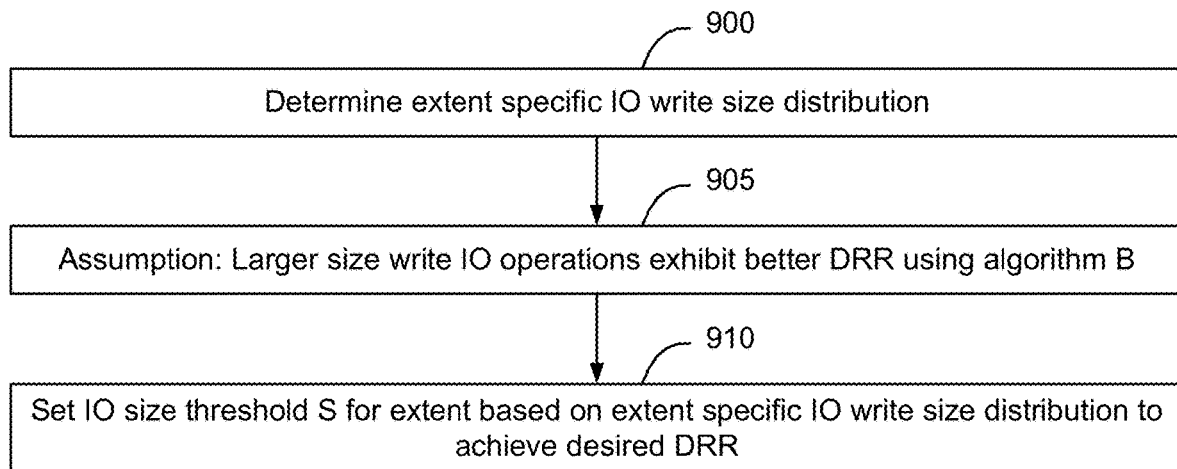 900
Determine extent specific IO write size distribution
905
Assumption: Larger size write IO operations exhibit better DRR using algorithm B
910
Set IO size threshold S for extent based on extent specific IO write size distribution to
achieve desired DRR